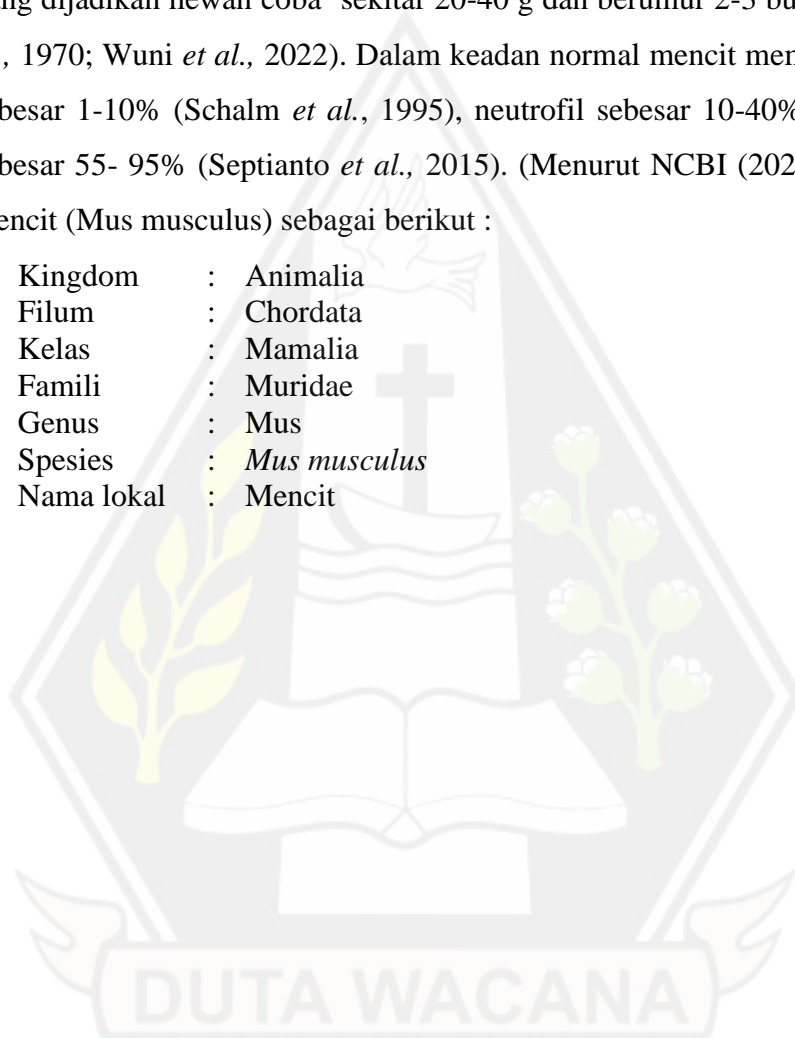 ng dijadikan hewan coba sekitar 20-40 g dan berumur 2-3 bu
, 1970; Wuni et al., 2022). Dalam keadan normal mencit mem
besar 1-10% (Schalm et al., 1995), neutrofil sebesar 10-40%
besar 55- 95% (Septianto et al., 2015). (Menurut NCBI (202
encit (Mus musculus) sebagai berikut :
Kingdom : Animalia
Filum : Chordata
Kelas : Mamalia
Famili : Muridae
Genus : Mus
Spesies : Mus musculus
Nama lokal : Mencit
DUTA WACANA